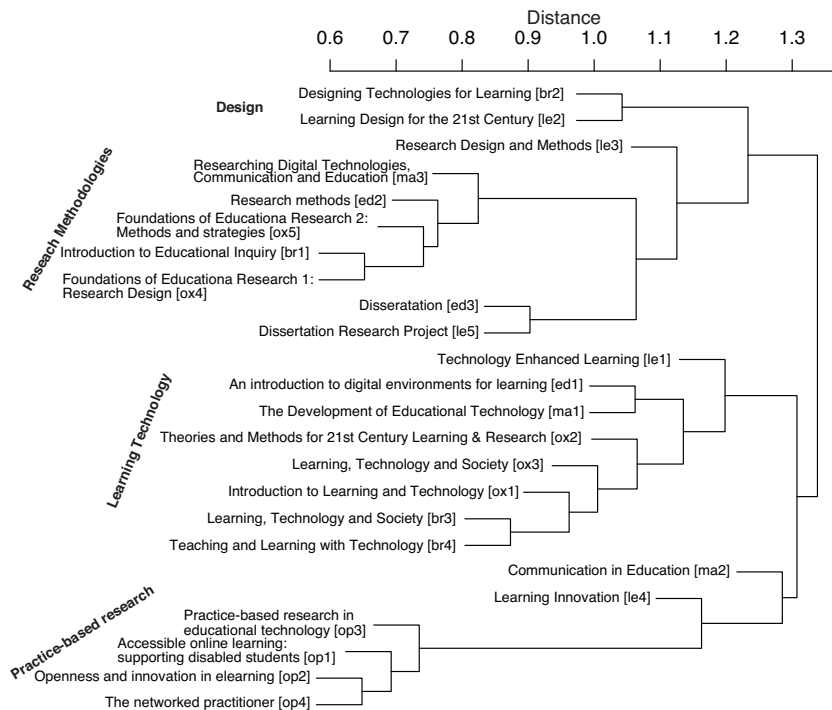 Distance
0.6 0.7 0.8 0.9 1.0 1.1 1.2 1.3
Design
Designing Technologies for Learning [br2]
Learning Design for the 21st Century [le2]
Reseach Methodologies
Research Design and Methods [le3]
Researching Digital Technologies,
Communication and Education [ma3]
Research methods [ed2]
Foundations of Educationa Research 2:
Methods and strategies [ox5]
Introduction to Educational Inquiry [br1]
Foundations of Educationa Research 1:
Research Design [ox4]
Disseratation [ed3]
Dissertation Research Project [le5]
Learning Technology
Technology Enhanced Learning [le1]
An introduction to digital environments for learning [ed1]
The Development of Educational Technology [ma1]
Theories and Methods for 21st Century Learning & Research [ox2]
Learning, Technology and Society [ox3]
Introduction to Learning and Technology [ox1]
Learning, Technology and Society [br3]
Teaching and Learning with Technology [br4]
Communication in Education [ma2]
Learning Innovation [le4]
Practice-based research
Practice-based research in
educational technology [op3]
Accessible online learning:
supporting disabled students [op1]
Openness and innovation in elearning [op2]
The networked practitioner [op4]